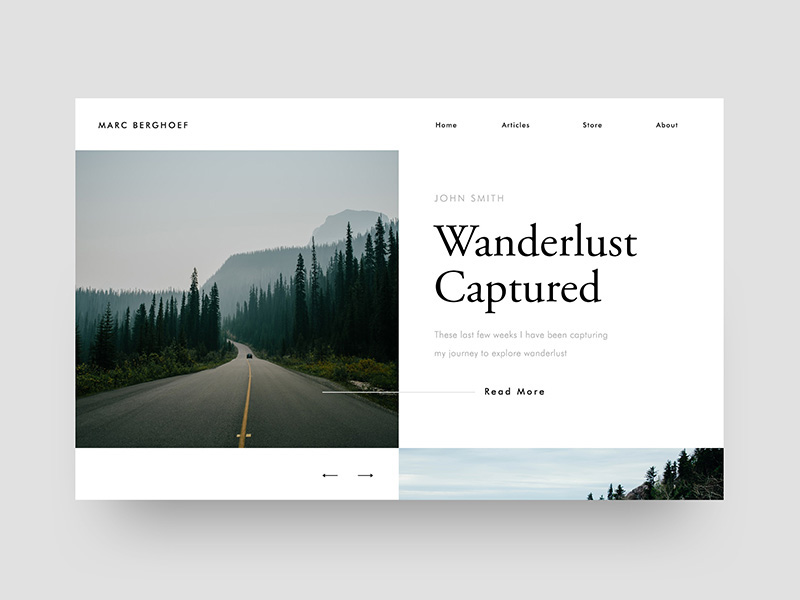 MARC BERGHOEF
Home Articles Store About
JOHN SMITH
Wanderlust
Captured
These last few weeks I have been capturing
my journey to explore wanderlust
Read More